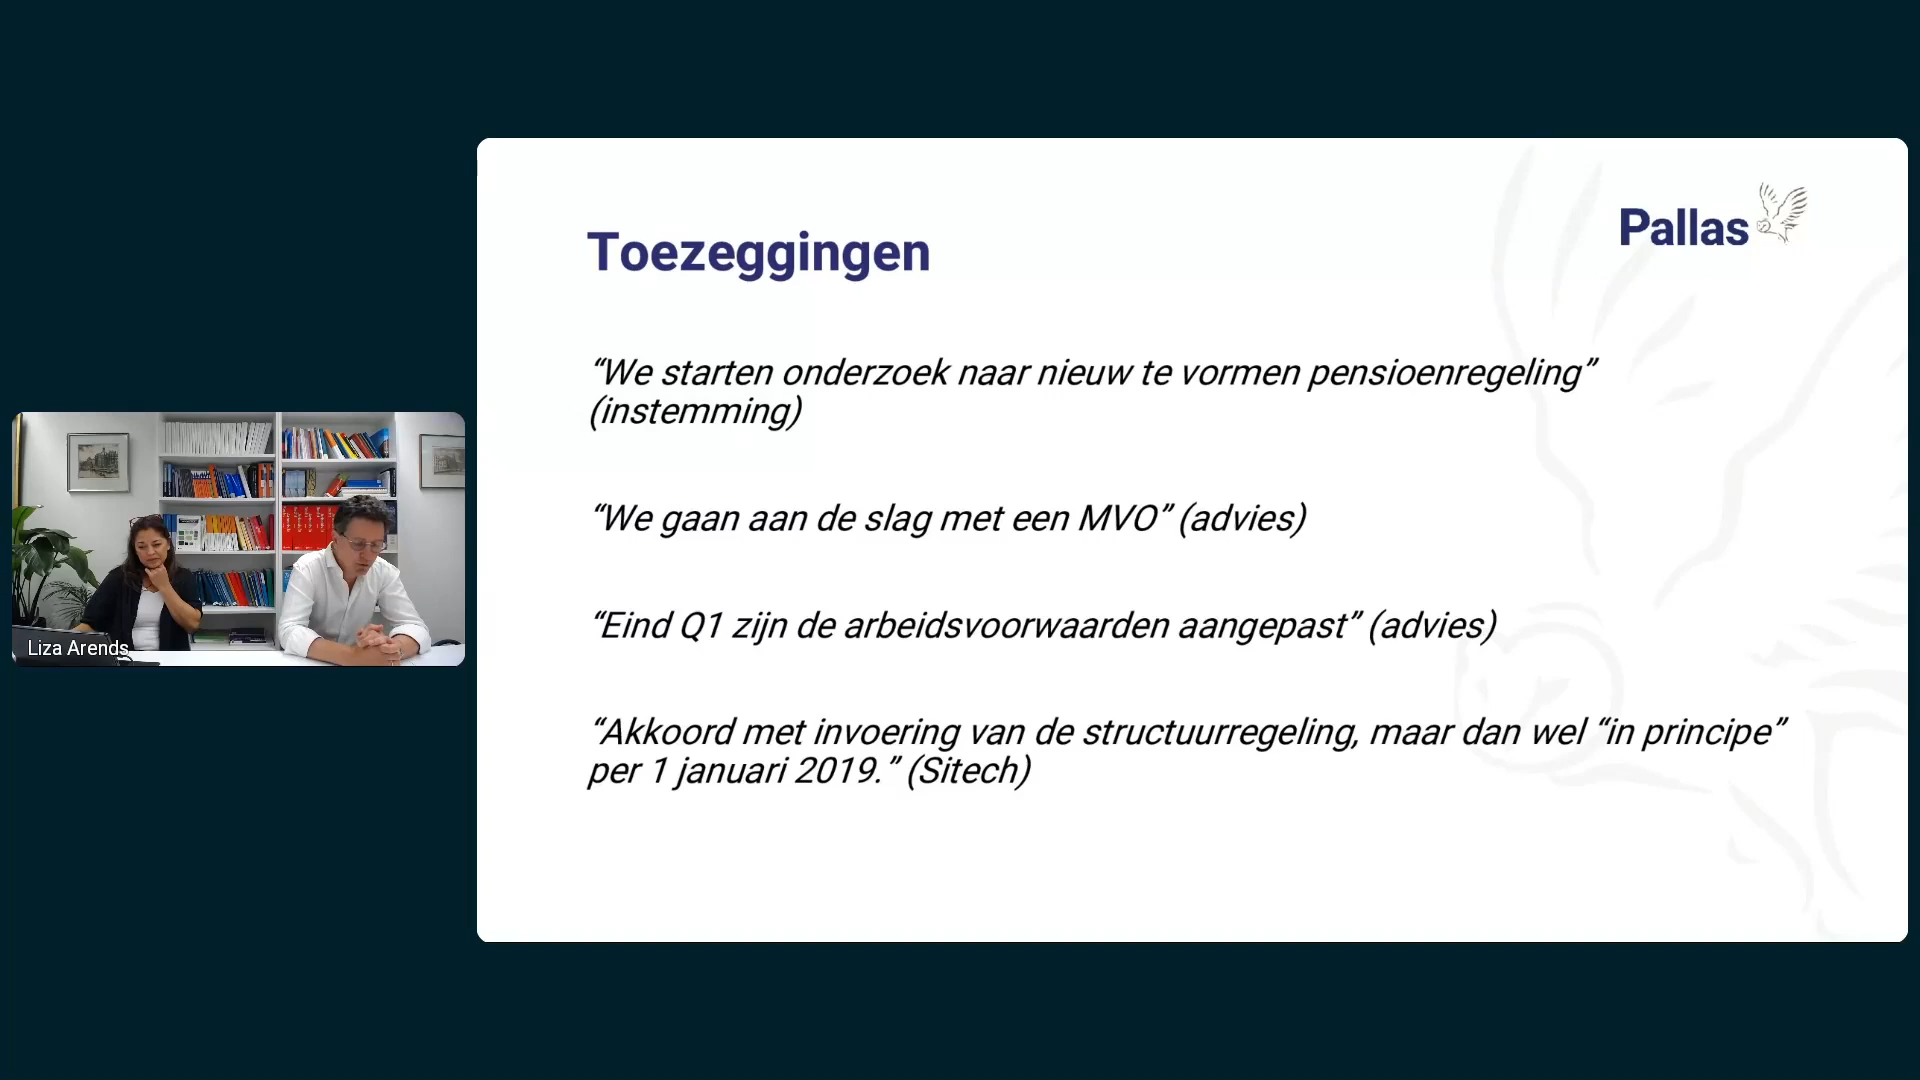 Pallas
Toezeggingen
“We starten onderzoek naar nieuw te vormen pensioenregeling”
(instemming)
“We gaan aan de slag met een MVO” (advies)
“Eind Q1 zijn de arbeidsvoorwaarden aangepast” (advies)
“Akkoord met invoering van de structuurregeling, maar dan wel “in principe”
per 1 januari 2019.” (Sitech)
Liza Arends